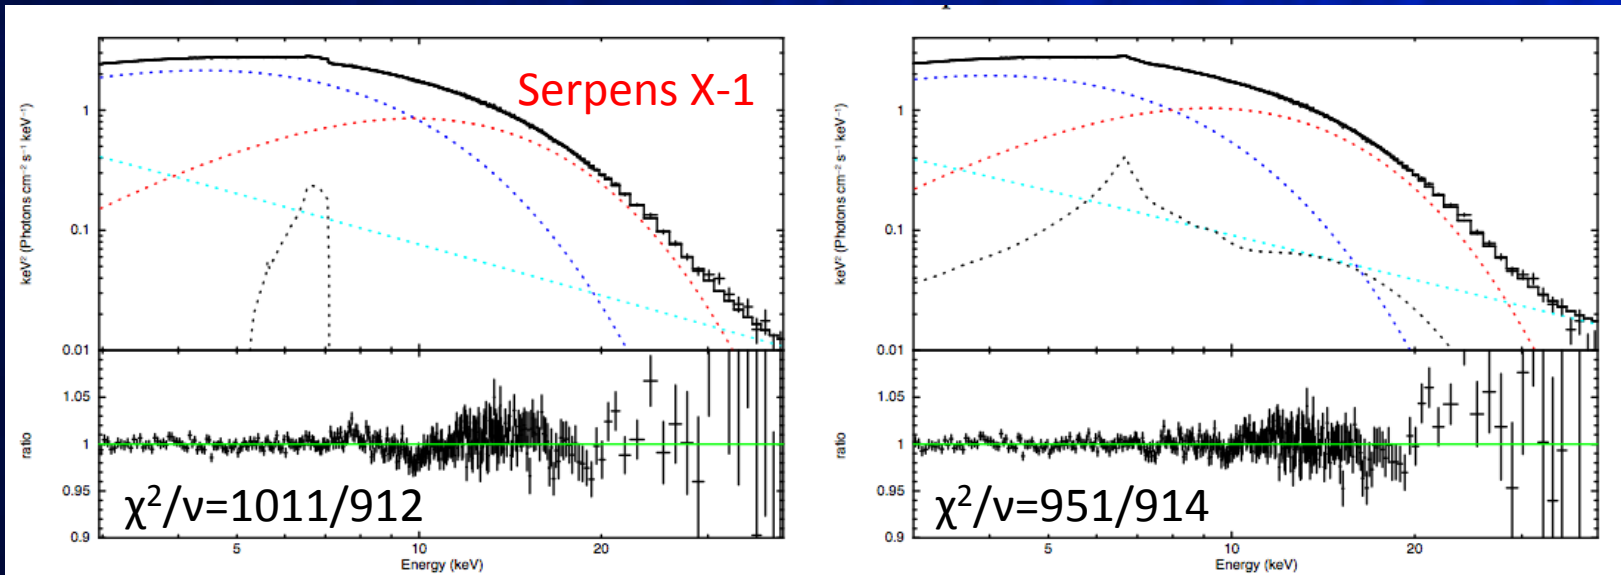 Serpens X-1
keV² (Photons cm⁻² s⁻¹ keV⁻¹)
1
0.1
0.01
ratio
1.05
1
0.95
0.9
χ²/ν=1011/912
5 10 20
Energy (keV)
keV² (Photons cm⁻² s⁻¹ keV⁻¹)
1
0.1
0.01
ratio
1.05
1
0.95
0.9
χ²/ν=951/914
5 10 20
Energy (keV)